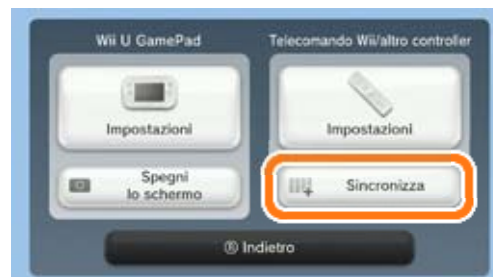 Wii U GamePad
Telecomando Wii/altro controller
Impostazioni
Impostazioni
Spegni
lo schermo
Sincronizza
Ⓑ Indietro